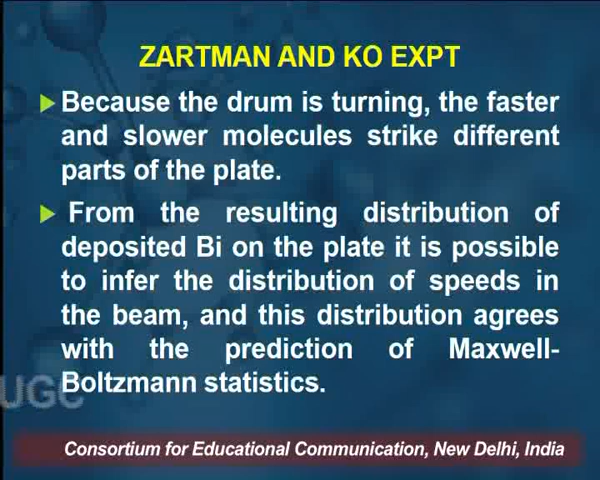 ZARTMAN AND KO EXPT
Because the drum is turning, the faster
and slower molecules strike different
parts of the plate.
From the resulting distribution of
deposited Bi on the plate it is possible
to infer the distribution of speeds in
the beam, and this distribution agrees
with the prediction of Maxwell-
Boltzmann statistics.
UGC
Consortium for Educational Communication, New Delhi, India